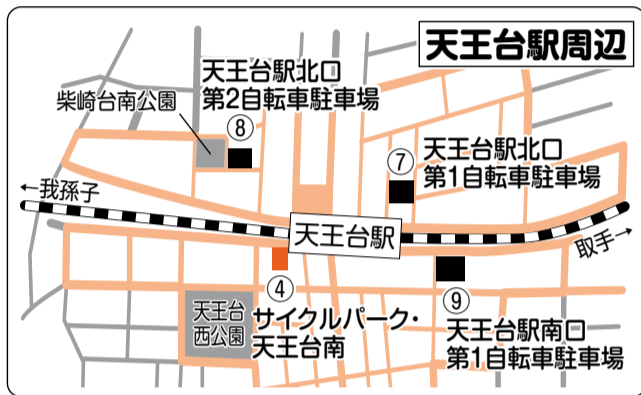 天王台駅周辺
天王台駅北口
第2自転車駐車場
柴崎台南公園
⑧
⑦
天王台駅北口
第1自転車駐車場
←我孫子
天王台駅
取手→
④
サイクルパーク・
天王台南
天王台
西公園
⑨
天王台駅南口
第1自転車駐車場